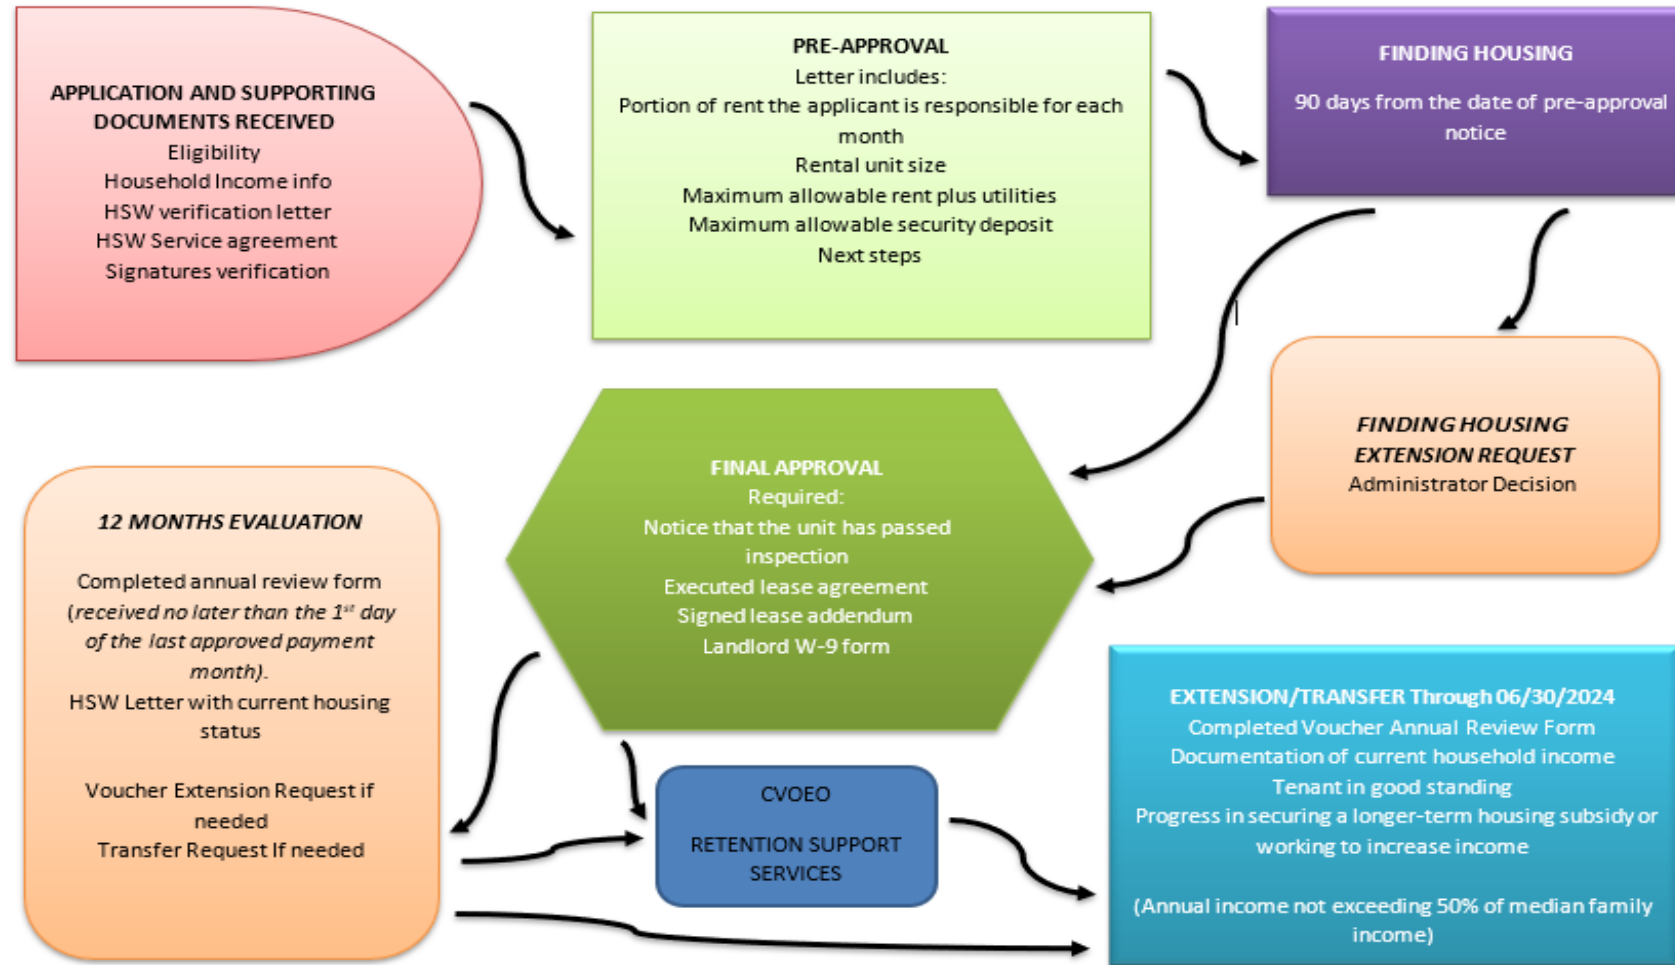 APPLICATION AND SUPPORTING
DOCUMENTS RECEIVED
Eligibility
Household Income info
HSW verification letter
HSW Service agreement
Signatures verification
PRE-APPROVAL
Letter includes:
Portion of rent the applicant is responsible for each
month
Rental unit size
Maximum allowable rent plus utilities
Maximum allowable security deposit
Next steps
FINDING HOUSING
90 days from the date of pre-approval
notice
FINDING HOUSING
EXTENSION REQUEST
Administrator Decision
FINAL APPROVAL
Required:
Notice that the unit has passed
inspection
Executed lease agreement
Signed lease addendum
Landlord W-9 form
12 MONTHS EVALUATION
Completed annual review form
(received no later than the 1st day
of the last approved payment
month).
HSW Letter with current housing
status
Voucher Extension Request if
needed
Transfer Request If needed
CVOEO
RETENTION SUPPORT
SERVICES
EXTENSION/TRANSFER Through 06/30/2024
Completed Voucher Annual Review Form
Documentation of current household income
Tenant in good standing
Progress in securing a longer-term housing subsidy or
working to increase income
(Annual income not exceeding 50% of median family
income)